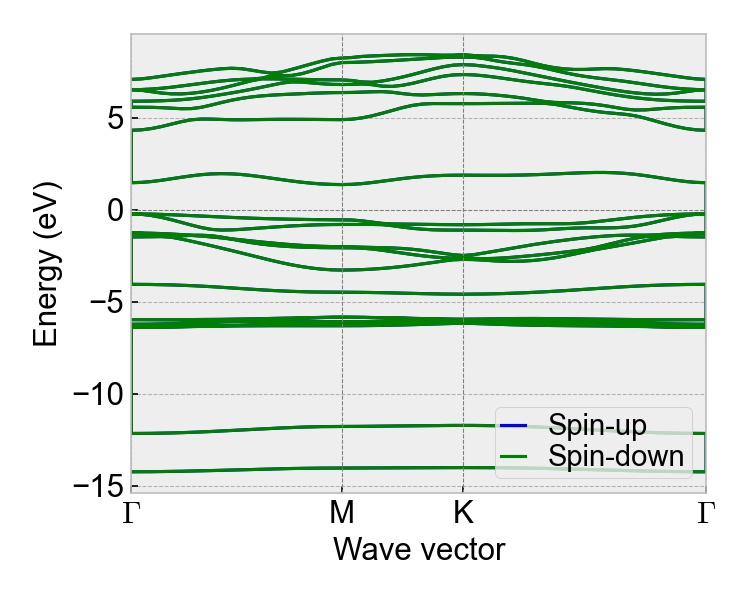 Energy (eV)
5
0
−5
−10
−15
Spin-up
Spin-down
Γ M K Γ
Wave vector